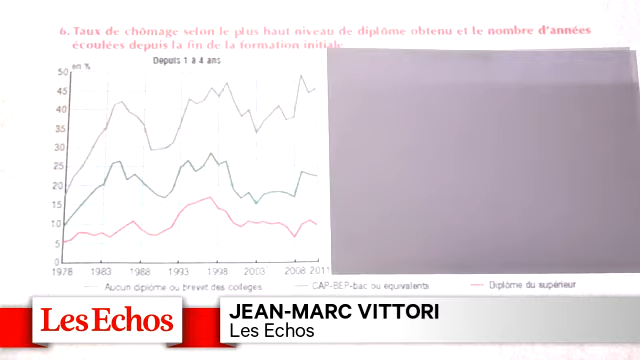 6. Taux de chômage selon le plus haut niveau de diplôme obtenu et le nombre d'années
écoulées depuis la fin de la formation initiale
en %
Depuis 1 à 4 ans
50
45
40
35
30
25
20
15
10
5
0
1978 1983 1988 1993 1998 2003 2008 2011
Aucun diplôme ou brevet des collèges CAP-BEP-bac ou équivalents Diplôme du supérieur
Les Echos
JEAN-MARC VITTORI
Les Echos